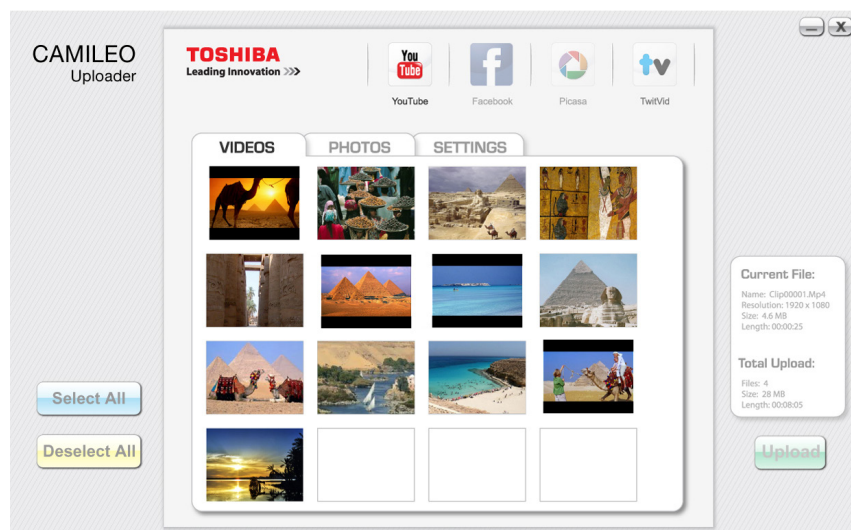 CAMILEO
Uploader
TOSHIBA
Leading Innovation >>>
You
Tube
YouTube
f
Facebook
Picasa
tv
TwitVid
X
VIDEOS
PHOTOS
SETTINGS
Select All
Deselect All
Current File:
Name: Clip00001.Mp4
Resolution: 1920 x 1080
Size: 4.6 MB
Length: 00:00:25
Total Upload:
Files: 4
Size: 28 MB
Length: 00:08:05
Upload